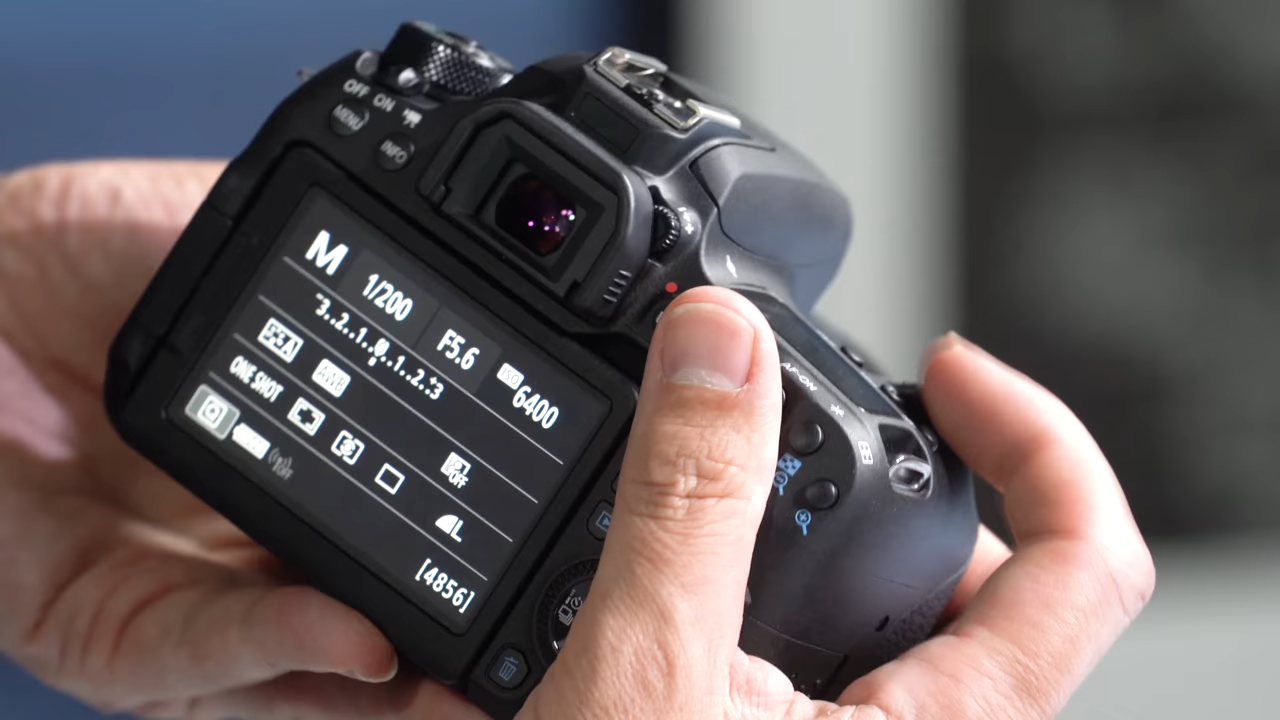 OFF ON
MENU
INFO
M 1/200 F5.6 ISO 6400
-3..2..1..0..1..2..+3
AWB
ONE SHOT
OFF
L
[4856]
AF-ON